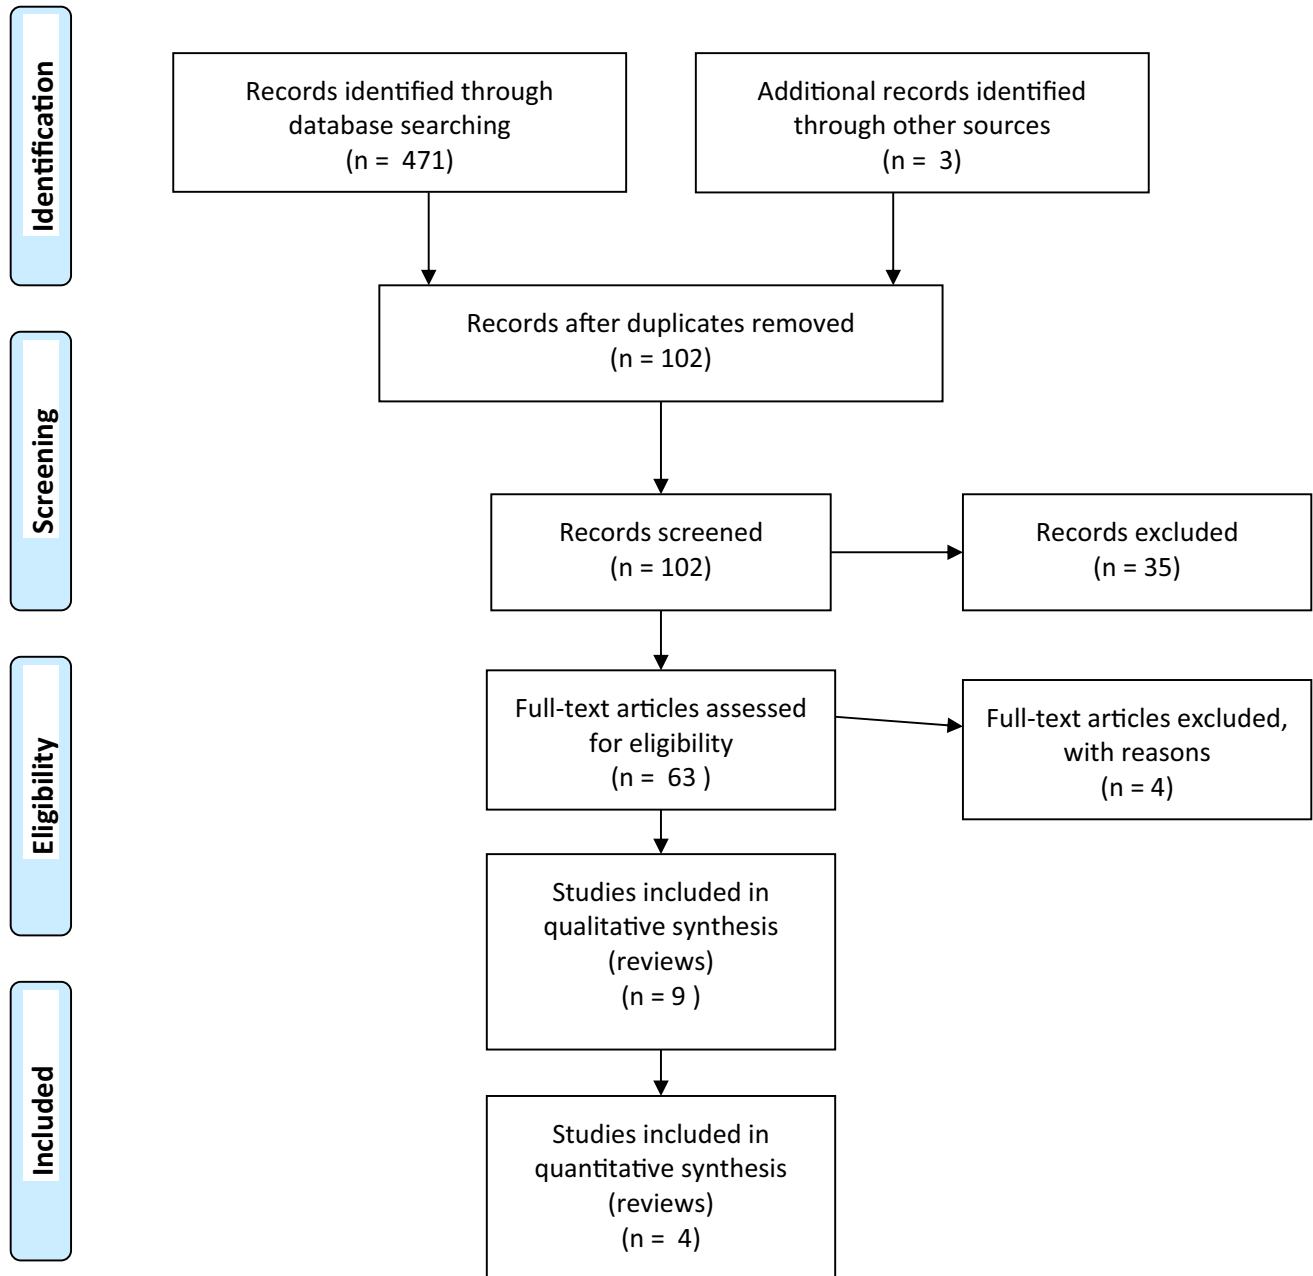 Identification
Records identified through
database searching
(n =  471)
Additional records identified
through other sources
(n =  3)
Records after duplicates removed
(n = 102)
Screening
Records screened
(n = 102)
Records excluded
(n = 35)
Eligibility
Full-text articles assessed
for eligibility
(n =  63 )
Full-text articles excluded,
with reasons
(n = 4)
Studies included in
qualitative synthesis
(reviews)
(n = 9 )
Included
Studies included in
quantitative synthesis
(reviews)
(n =  4)